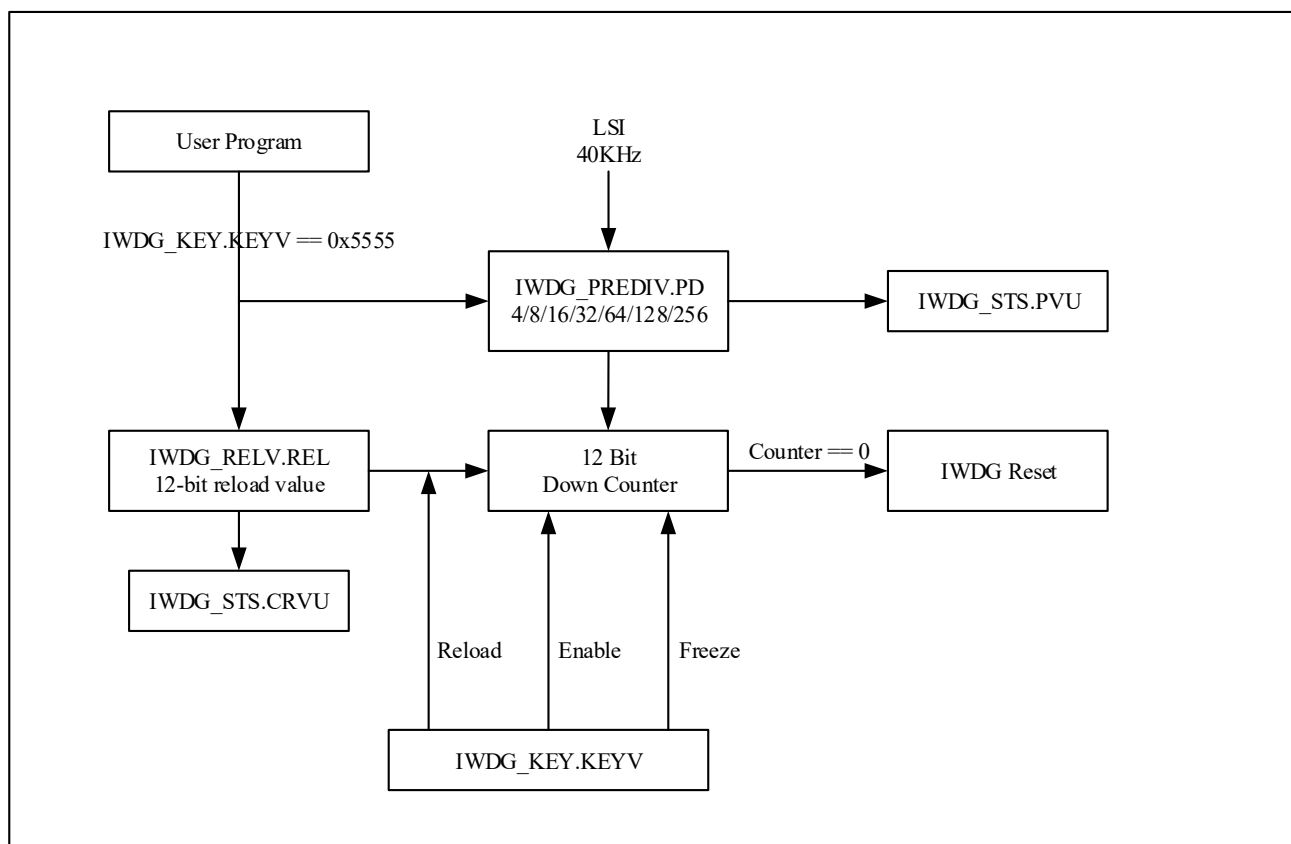 User Program
LSI
40KHz
IWDG_KEY.KEYV == 0x5555
IWDG_PREDIV.PD
4/8/16/32/64/128/256
IWDG_STS.PVU
IWDG_RELV.REL
12-bit reload value
12 Bit
Down Counter
Counter == 0
IWDG Reset
IWDG_STS.CRVU
Reload
Enable
Freeze
IWDG_KEY.KEYV